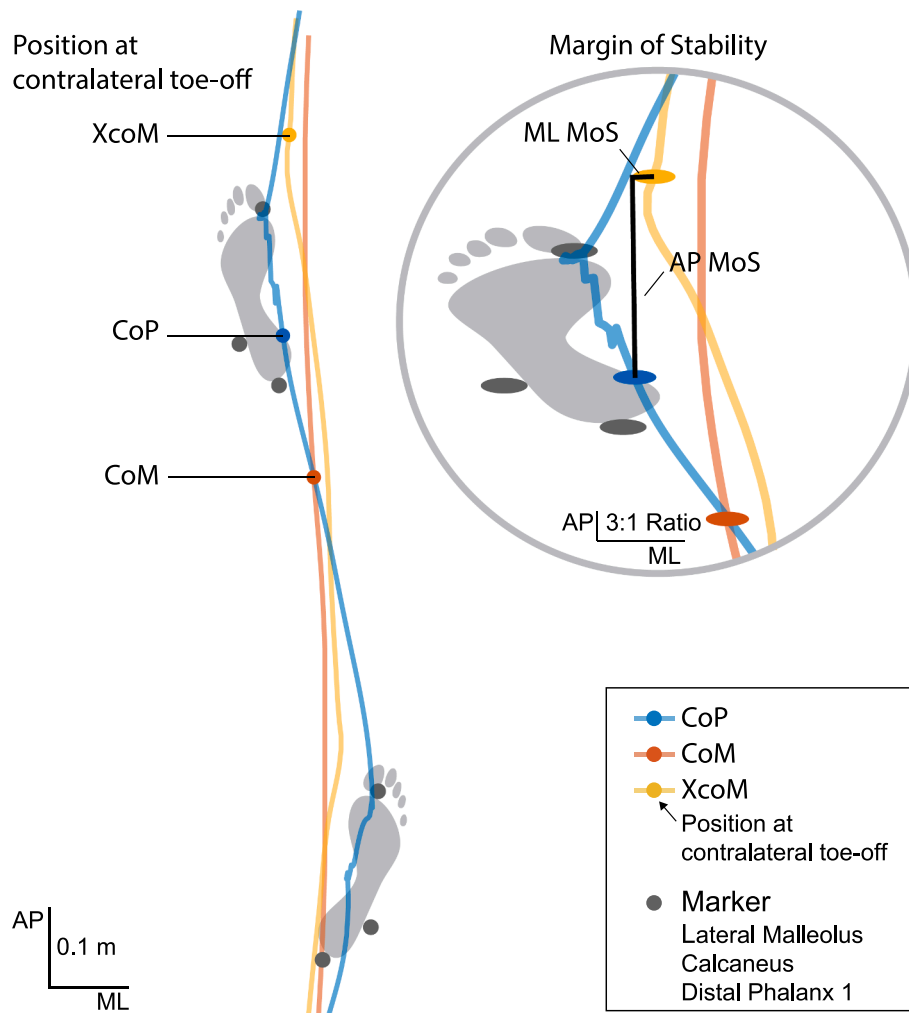 Position at
contralateral toe-off
XcoM
CoP
CoM
AP
0.1 m
ML
Margin of Stability
ML MoS
AP MoS
AP 3:1 Ratio
ML
CoP
CoM
XcoM
Position at
contralateral toe-off
Marker
Lateral Malleolus
Calcaneus
Distal Phalanx 1